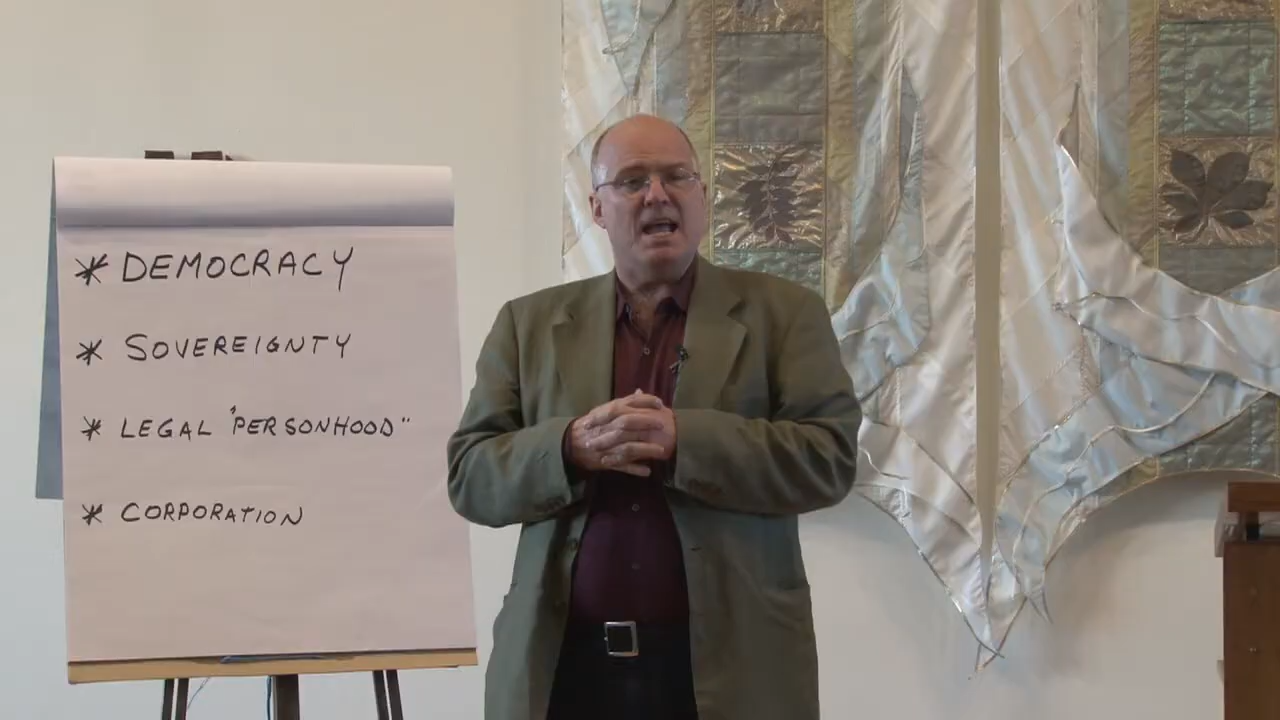 * DEMOCRACY
* SOVEREIGNTY
* LEGAL "PERSONHOOD"
* CORPORATION